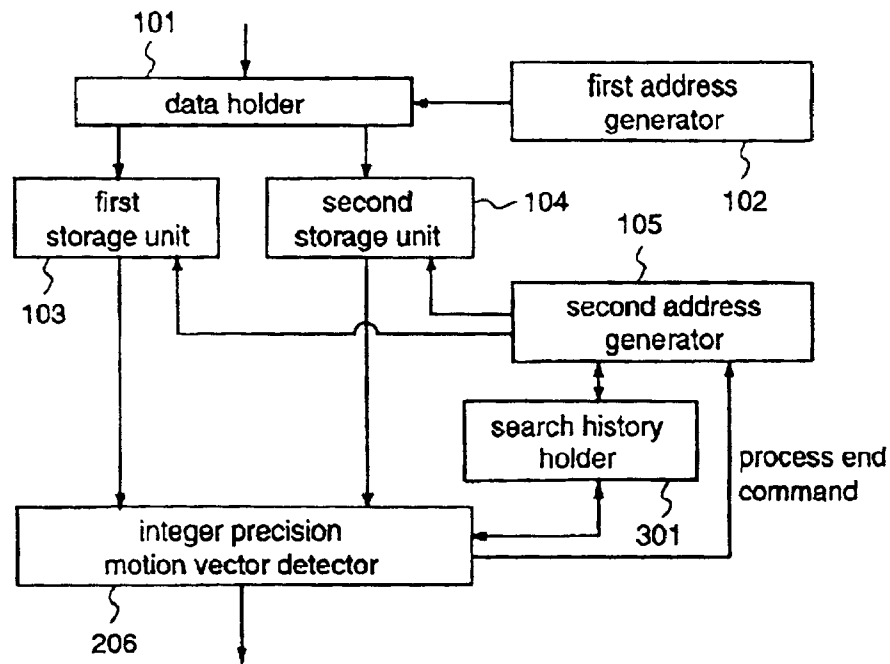 101
data holder
first address
generator
102
first
storage unit
103
second
storage unit
104
105
second address
generator
search history
holder
301
process end
command
integer precision
motion vector detector
206